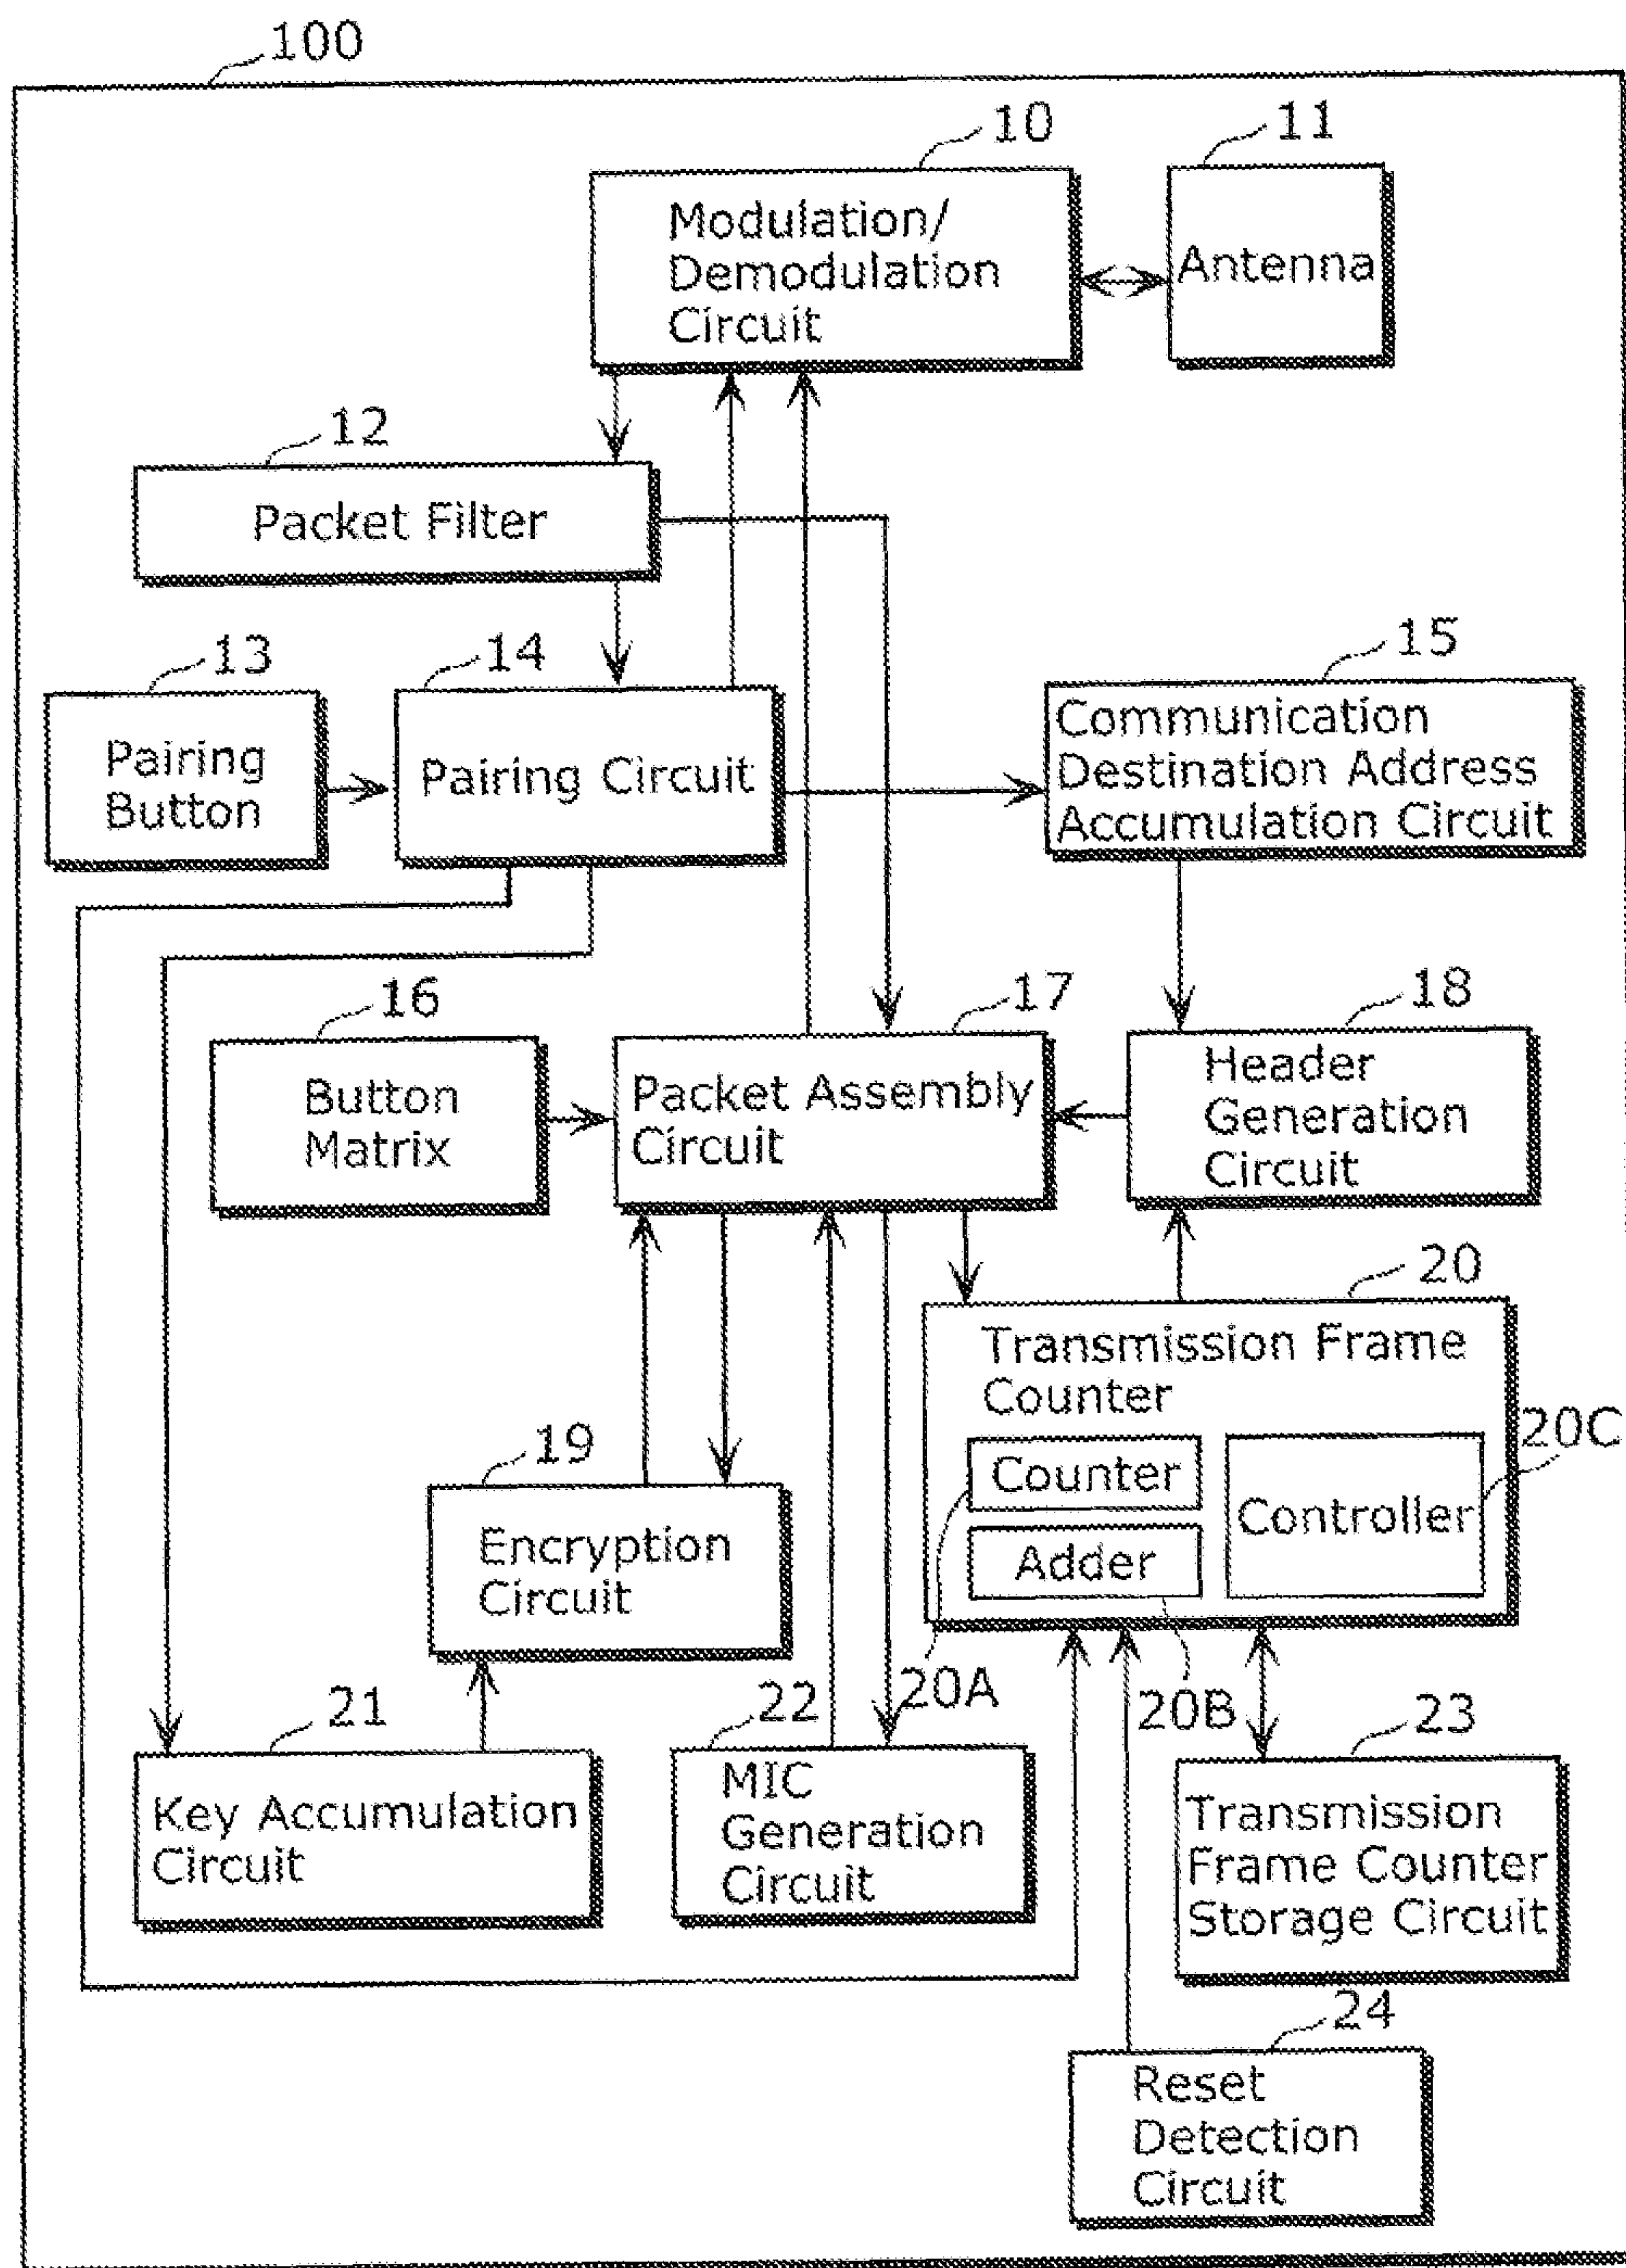 100
10
11
Modulation/
Demodulation
Circuit
Antenna
12
Packet Filter
13
14
15
Pairing
Button
Pairing Circuit
Communication
Destination Address
Accumulation Circuit
16
17
18
Button
Matrix
Packet Assembly
Circuit
Header
Generation
Circuit
20
Transmission Frame
Counter
20C
19
Counter
Controller
Adder
Encryption
Circuit
20A
20B
21
22
23
Key Accumulation
Circuit
MIC
Generation
Circuit
Transmission
Frame Counter
Storage Circuit
24
Reset
Detection
Circuit